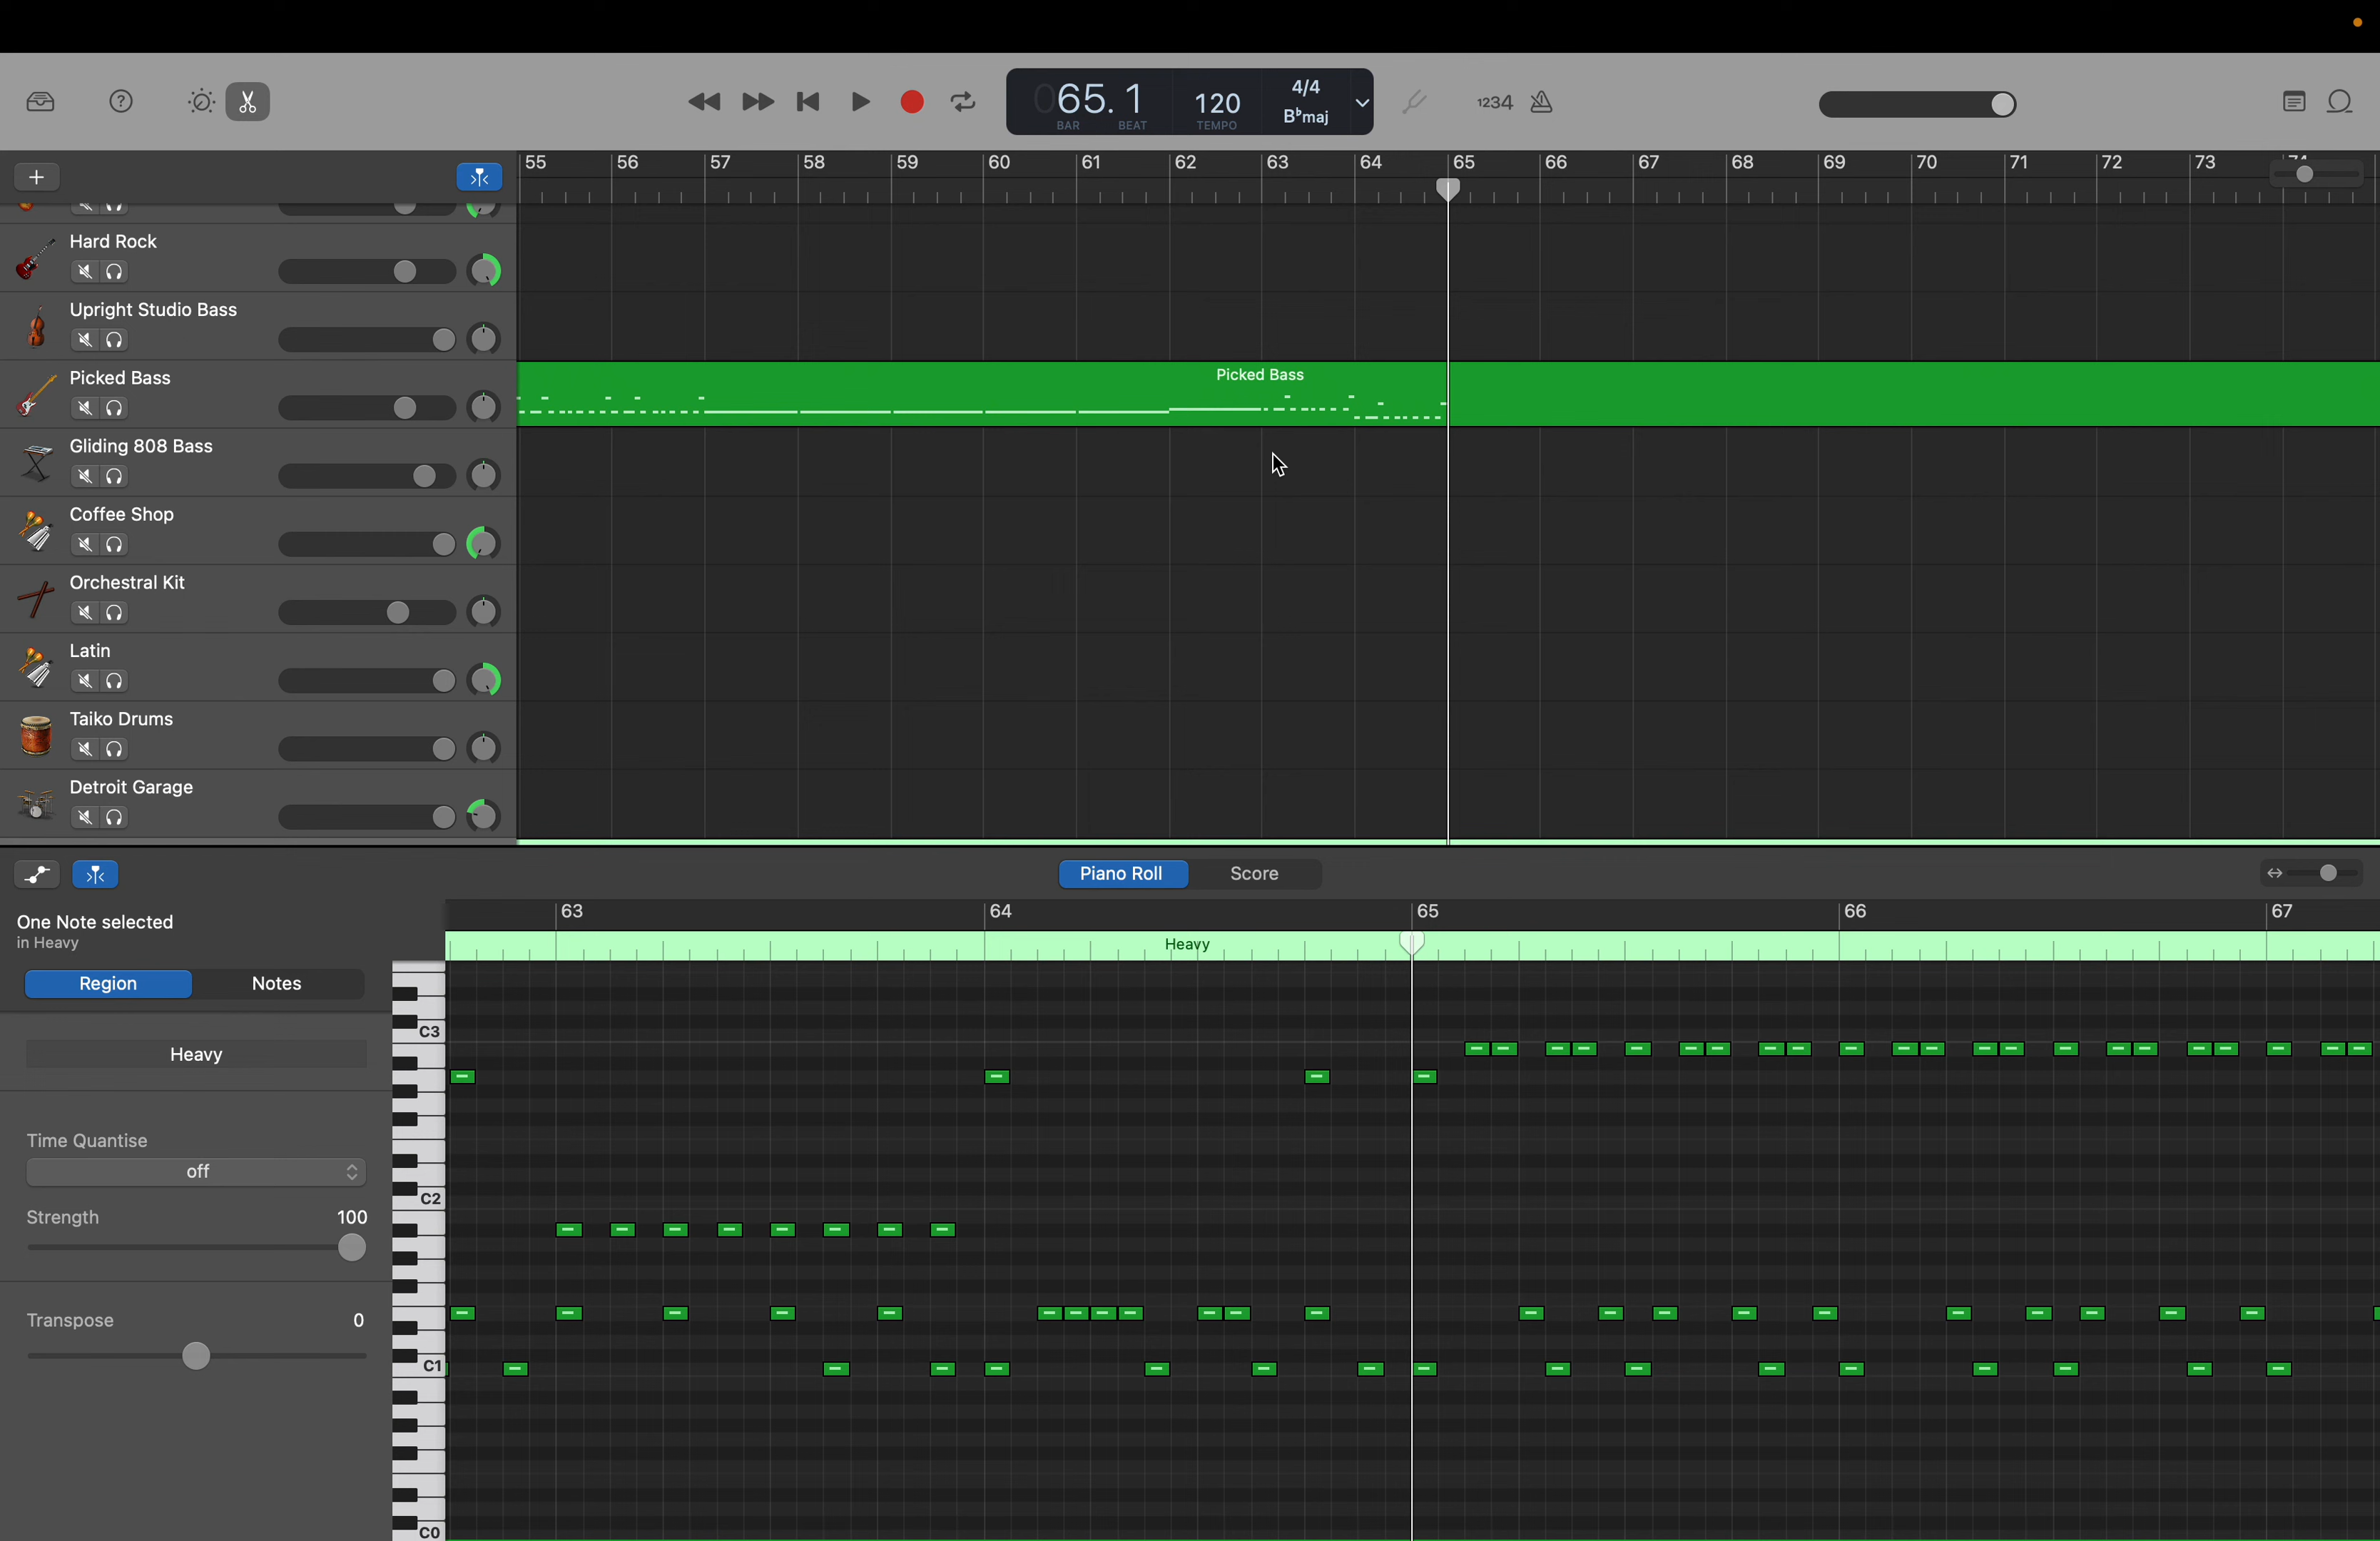 065. 1
BAR BEAT
120
TEMPO
4/4
B♭maj
1234
55 56 57 58 59 60 61 62 63 64 65 66 67 68 69 70 71 72 73
Hard Rock
Upright Studio Bass
Picked Bass
Picked Bass
Gliding 808 Bass
Coffee Shop
Orchestral Kit
Latin
Taiko Drums
Detroit Garage
Piano Roll Score
One Note selected
in Heavy
63 64 65 66 67
Heavy
Region Notes
Heavy
Time Quantise
off
Strength 100
Transpose 0
C3
C2
C1
C0